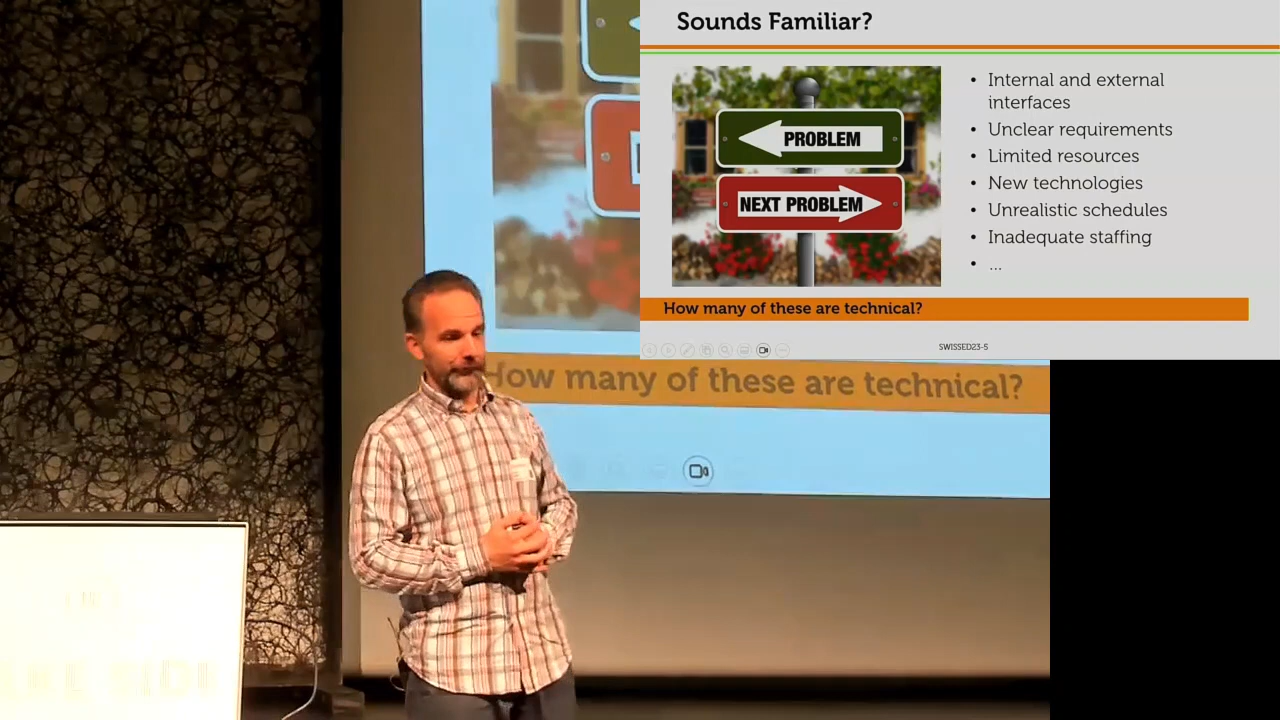 Sounds Familiar?
PROBLEM
NEXT PROBLEM
• Internal and external
interfaces
• Unclear requirements
• Limited resources
• New technologies
• Unrealistic schedules
• Inadequate staffing
• ...
How many of these are technical?
SWISSED23-5
How many of these are technical?